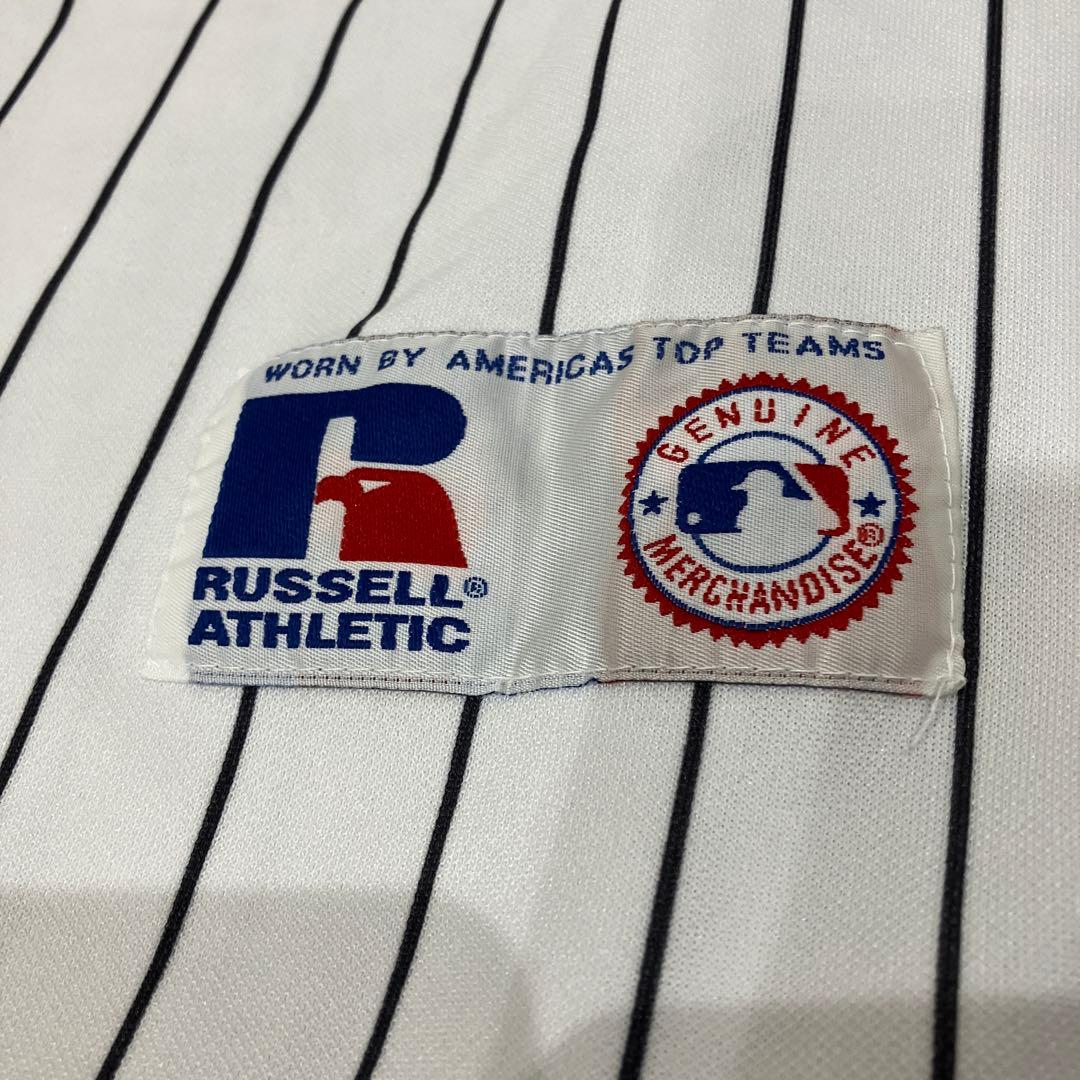 WORN BY AMERICAS TOP TEAMS
RUSSELL®
ATHLETIC
GENUINE
MERCHANDISE®